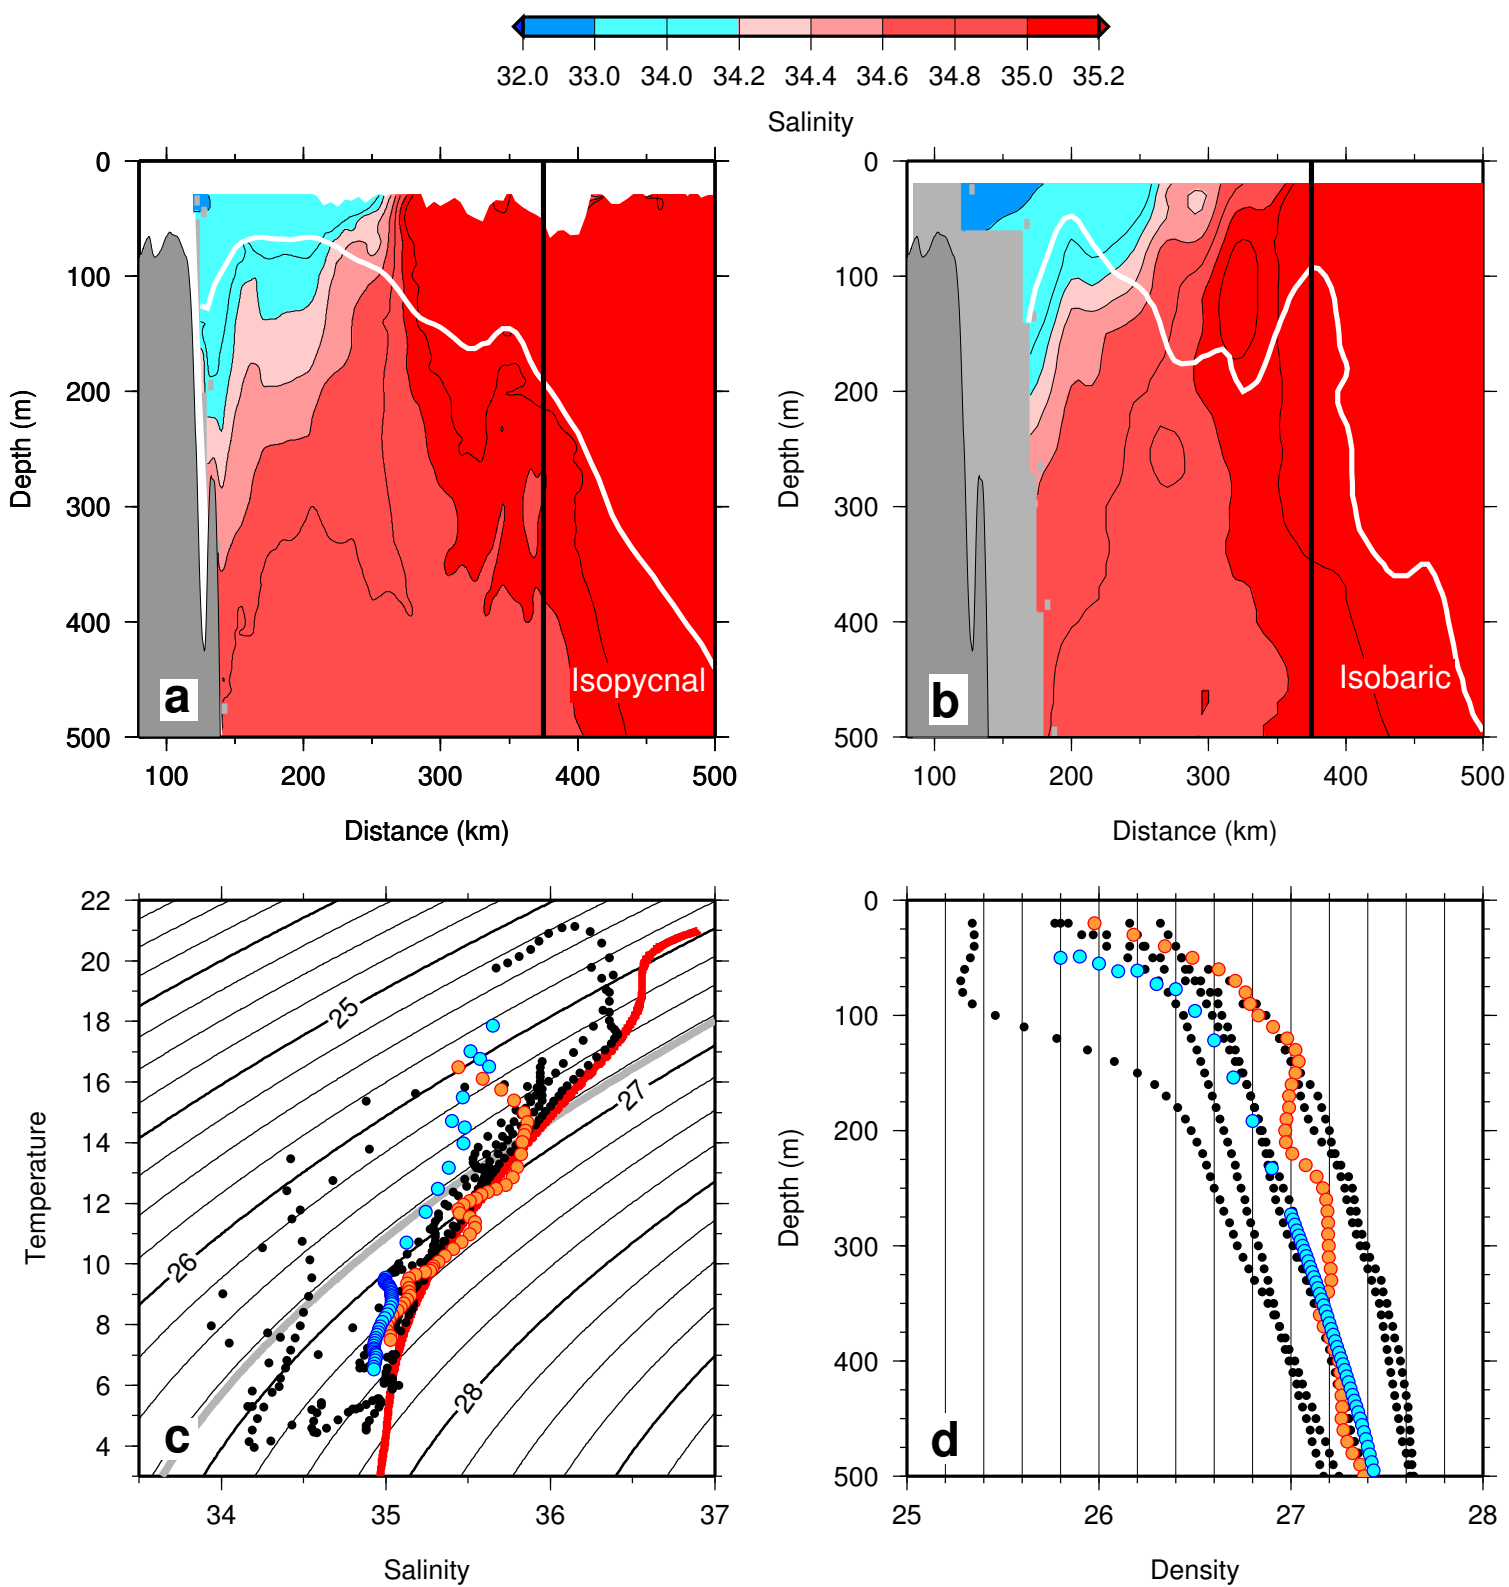 32.0 33.0 34.0 34.2 34.4 34.6 34.8 35.0 35.2
Salinity
0
100
200
300
400
500
Depth (m)
a
Isopycnal
100 200 300 400 500
Distance (km)
0
100
200
300
400
500
Depth (m)
b
Isobaric
100 200 300 400 500
Distance (km)
22
20
18
16
14
12
10
8
6
4
Temperature
25
26
27
28
c
34 35 36 37
Salinity
0
100
200
300
400
500
Depth (m)
d
25 26 27 28
Density